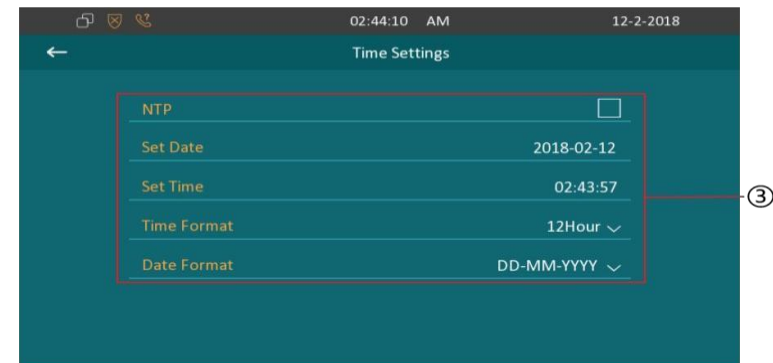 02:44:10 AM 12-2-2018
Time Settings
NTP
Set Date 2018-02-12
Set Time 02:43:57
Time Format 12Hour
Date Format DD-MM-YYYY
③